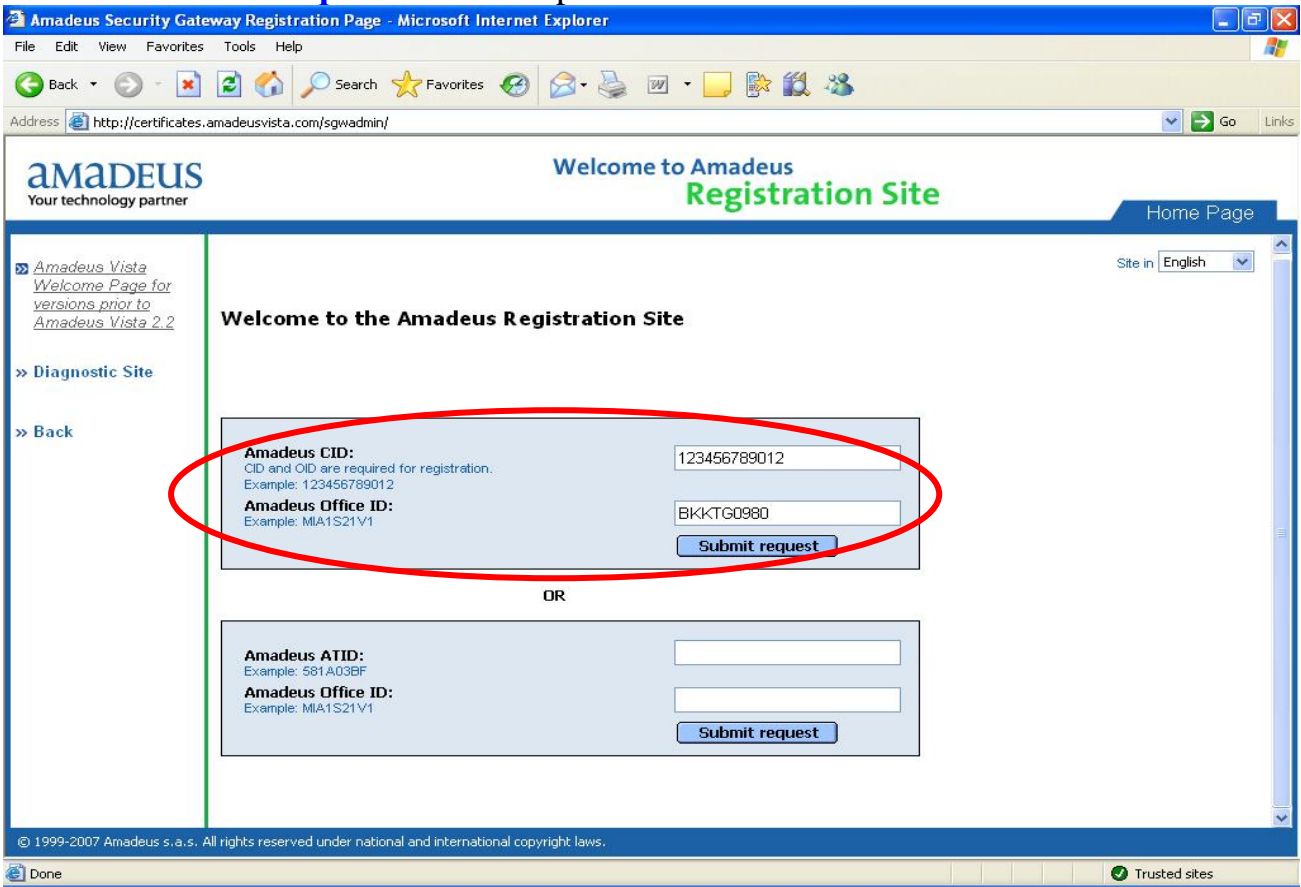 Amadeus Security Gateway Registration Page - Microsoft Internet Explorer
File Edit View Favorites Tools Help
Back Search Favorites
Address http://certificates.amadeusvista.com/sgwadmin/ Go Links
amadeus
Your technology partner
Welcome to Amadeus
Registration Site
Home Page
Site in English
Amadeus Vista
Welcome Page for
versions prior to
Amadeus Vista 2.2
» Diagnostic Site
» Back
Welcome to the Amadeus Registration Site
Amadeus CID: 123456789012
CID and OID are required for registration.
Example: 123456789012
Amadeus Office ID: BKKTG0980
Example: MIA1S21V1
Submit request
OR
Amadeus ATID:
Example: 581A03BF
Amadeus Office ID:
Example: MIA1S21V1
Submit request
© 1999-2007 Amadeus s.a.s. All rights reserved under national and international copyright laws.
Done Trusted sites